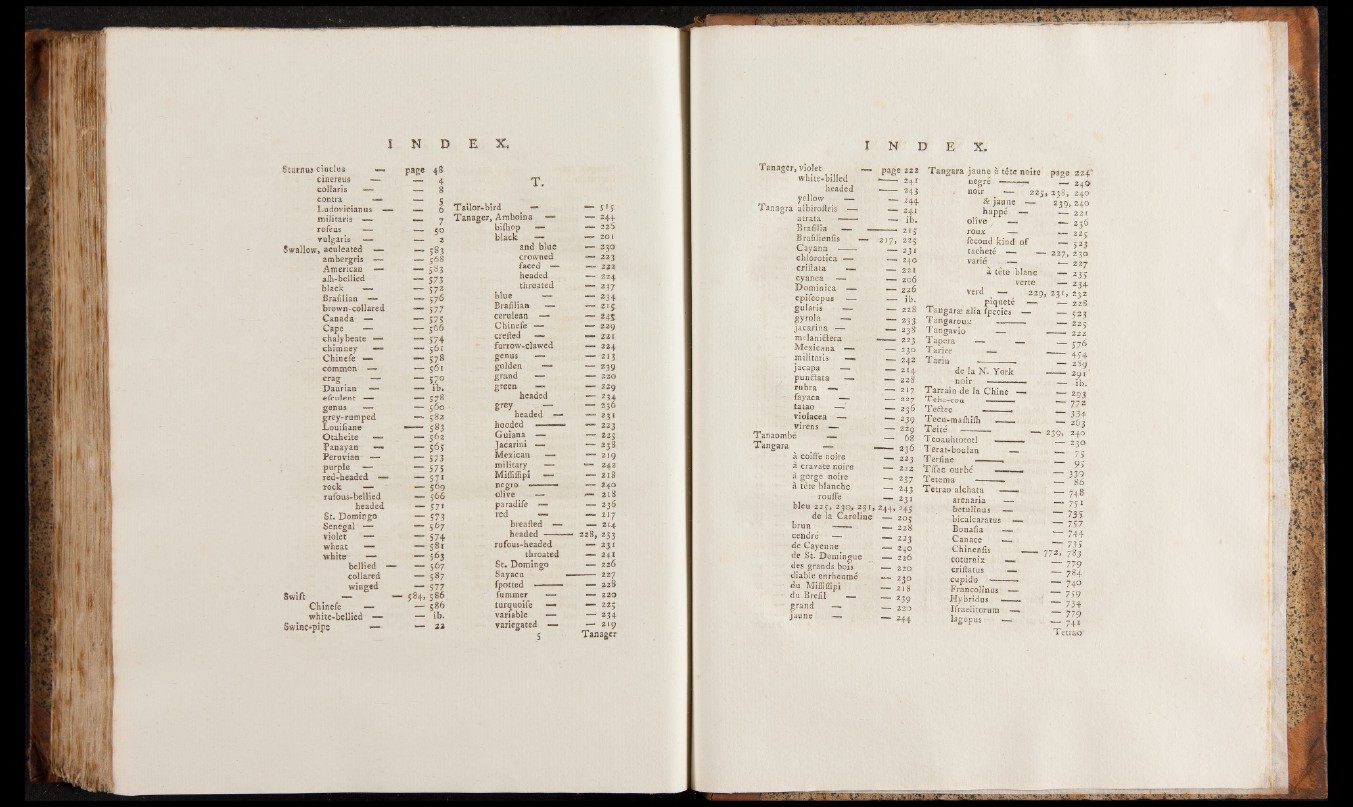 I N D E X.
Sturnus cinclus — page 48
cinereus — — 4
collaris — — 8
contra — — 5
Ludovicianus — — 6
militaris — — 7
roſeus — — 50
vulgaris — — 2
Swallow, aculeated — — 583
ambergris — — 568
American — — 583
aſh-bellied — 573
black — — 572
Braſilian — — 576
brown-collared — 577
Canada — — 575
Cape — — 566
chalybeate — — 574
chimney — — 561
Chineſe — — 578
common — — 561
crag — — 570
Daurian — — ib.
eſculent — — 578
genus — — 560
grey-rumped — 582
Louiſiane — 583
Otaheite — — 562
Panayan — — 565
Peruvian — — 573
purple — — 575
red-headed — — 571
rock — — 569
rufous-bellied — 566
headed — 571
St. Domingo — 573
Senegal — — 567
violet — — 574
wheat — — 581
white — — 563
bellied — — 567
collared — 587
winged — 577
Swift — — 584, 586
Chineſe — — 586
white-bellied — — ib.
Swine-pipe — — 22
T.
Tailor-bird — — 515
Tanager, Amboina — — 244
biſhop — — 226
black — — 201
and blue — 230
crowned — 223
faced — — 222
headed — 224
throated — 237
blue — — 234
Braſilian — — 215
cerulean — — 245
Chineſe — — 229
creſted — — 221
furrow-clawed — 224
genus — — 213
golden — — 239
grand — — 220
green — — 229
headed — 234
grey — — 236
headed — — 231
hooded — — 223
Guiana — — 225
Jacarini — — 238
Mexican — — 219
military — — 242
Miſſiſſipi — — 218
negro — — 240
olive — — 218
paradiſe — — 236
red — — 217
breaſted — — 214
headed — 228, 233
rufous-headed — 231
throated — 241
St. Domingo — 226
Sayaca — 227
ſpotted — — 228
ſummer — — 220
turquoiſe — — 225
variable — — 234
variegated — — 219
5 Tanager
I N D E X.
Tanager, violet — page 222
white-billed — 241
headed — 243
yellow — — 244
Tanagra albiroſtris — — 241
atrata — — ib.
Braſilia — — 215
Braſilienſis — 217, 225
Cayana — — 231
chlorotica — — 240
criſtata — — 221
cyanea — — 206
Dominica — — 226
epiſcopus — — ib.
gularis — — 228
gyrola — — 233
jacarina — — 238
melanictera — 223
Mexicana — — 230
militaris — — 242
jacapa — — 214
punctata — — 228
rubra — — 217
ſayaca — — 227
tatao — — 236
violacea — — 239
virens — — 229
Tanaombé — — 68
Tangara — — 236
à coiffe noire — 223
à cravate noire — 222
à gorge noire — 237
à tête blanche — 243
rouſſe — 231
bleu 225, 230, 231, 244, 245
de la Caroline — 205
brun — — 228
cendré — — 223
de Cayenne — 240
de St. Domingue — 226
des grands bois — 220
diable enrheumé — 230
du Miſſiſſipi — 218
du Breſil — — 239
grand — — 220
jaune — — 244
Tangara jaune à tête noire page 224
negré — — 240
noir — 225, 238, 240
& jaune — 239, 240
huppé — — 221
olive — — 236
roux — — 225
ſecond kind of — 523
tacheté — — 227, 230
varié — — 227
à tête blanc — 235
verte — 234
verd — 229, 231, 232
piqueté — — 228
Tangaræ alia ſpecies — — 523
Tangaroux — — 225
Tangavio — — 222
Tapera — — 576
Tarier — — 454
Tarin — — 289
de la N. York — 291
noir — — ib.
Tarrain de la Chine — — 293
Tehe-cou — — 772
Tectec — — 354
Tecu-maſhiſh — — 263
Teité — — 239, 240
Teoauhtototl — — 230
Terat-boulan — — 75
Terſine — — 95
Tiſſac ourbé — — 339
Tetema — — 86
Tetrao alchata — — 748
arenaria — — 751
betulinus — — 735
bicalcaratus — — 757
Bonaſia — — 744
Canace — — 735
Chinenſis — 772, 783
coturnix — — 779
criſtatus — — 784
cupido — — 740
Francolinus — — 759
Hybridus — — 734
Iſraelitorum — — 779
lagopus — — 741
Tetrao